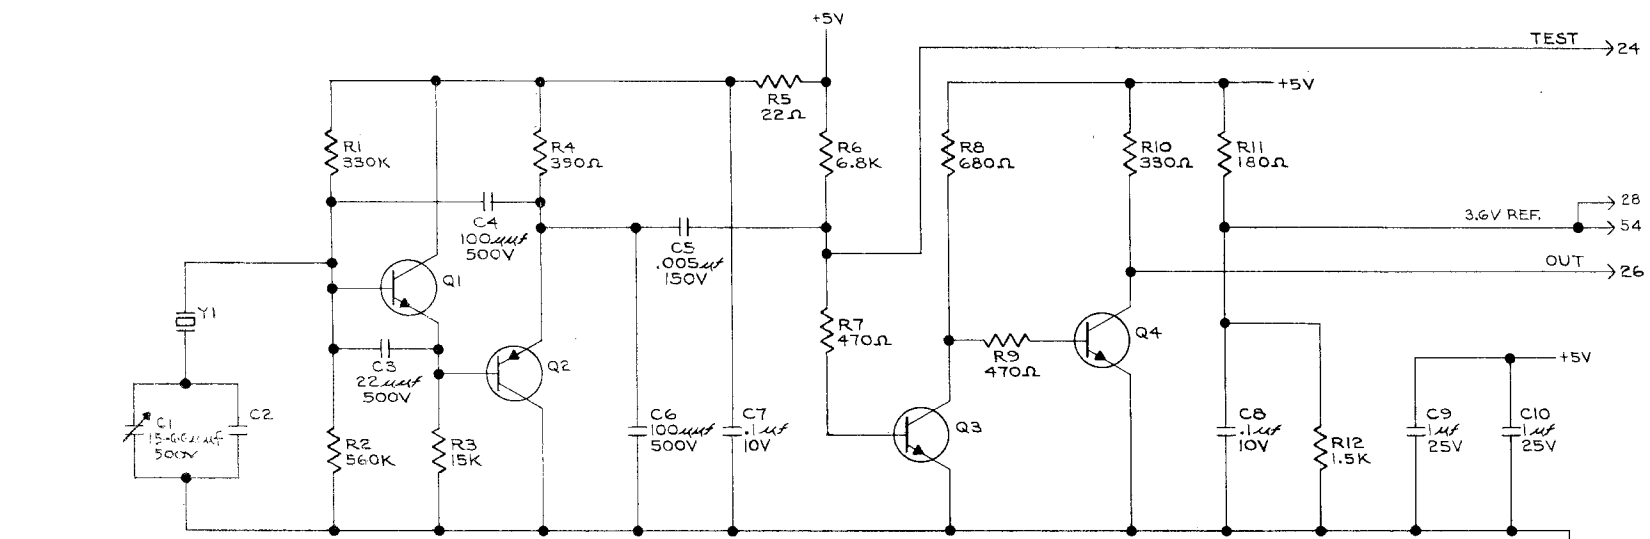 +5V
TEST
24
R5
22Ω
+5V
R1
330K
R4
390Ω
R6
6.8K
R8
680Ω
R10
330Ω
R11
180Ω
C4
100μμf
500V
3.6V REF.
28
54
C5
.005μf
150V
OUT
26
Q1
Y1
R7
470Ω
Q4
R9
470Ω
C3
22μμf
500V
Q2
+5V
C1
500V
C2
R2
560K
R3
15K
C6
100μμf
500V
C7
.1μf
10V
Q3
C8
.1μf
10V
R12
1.5K
C9
1μf
25V
C10
1μf
25V